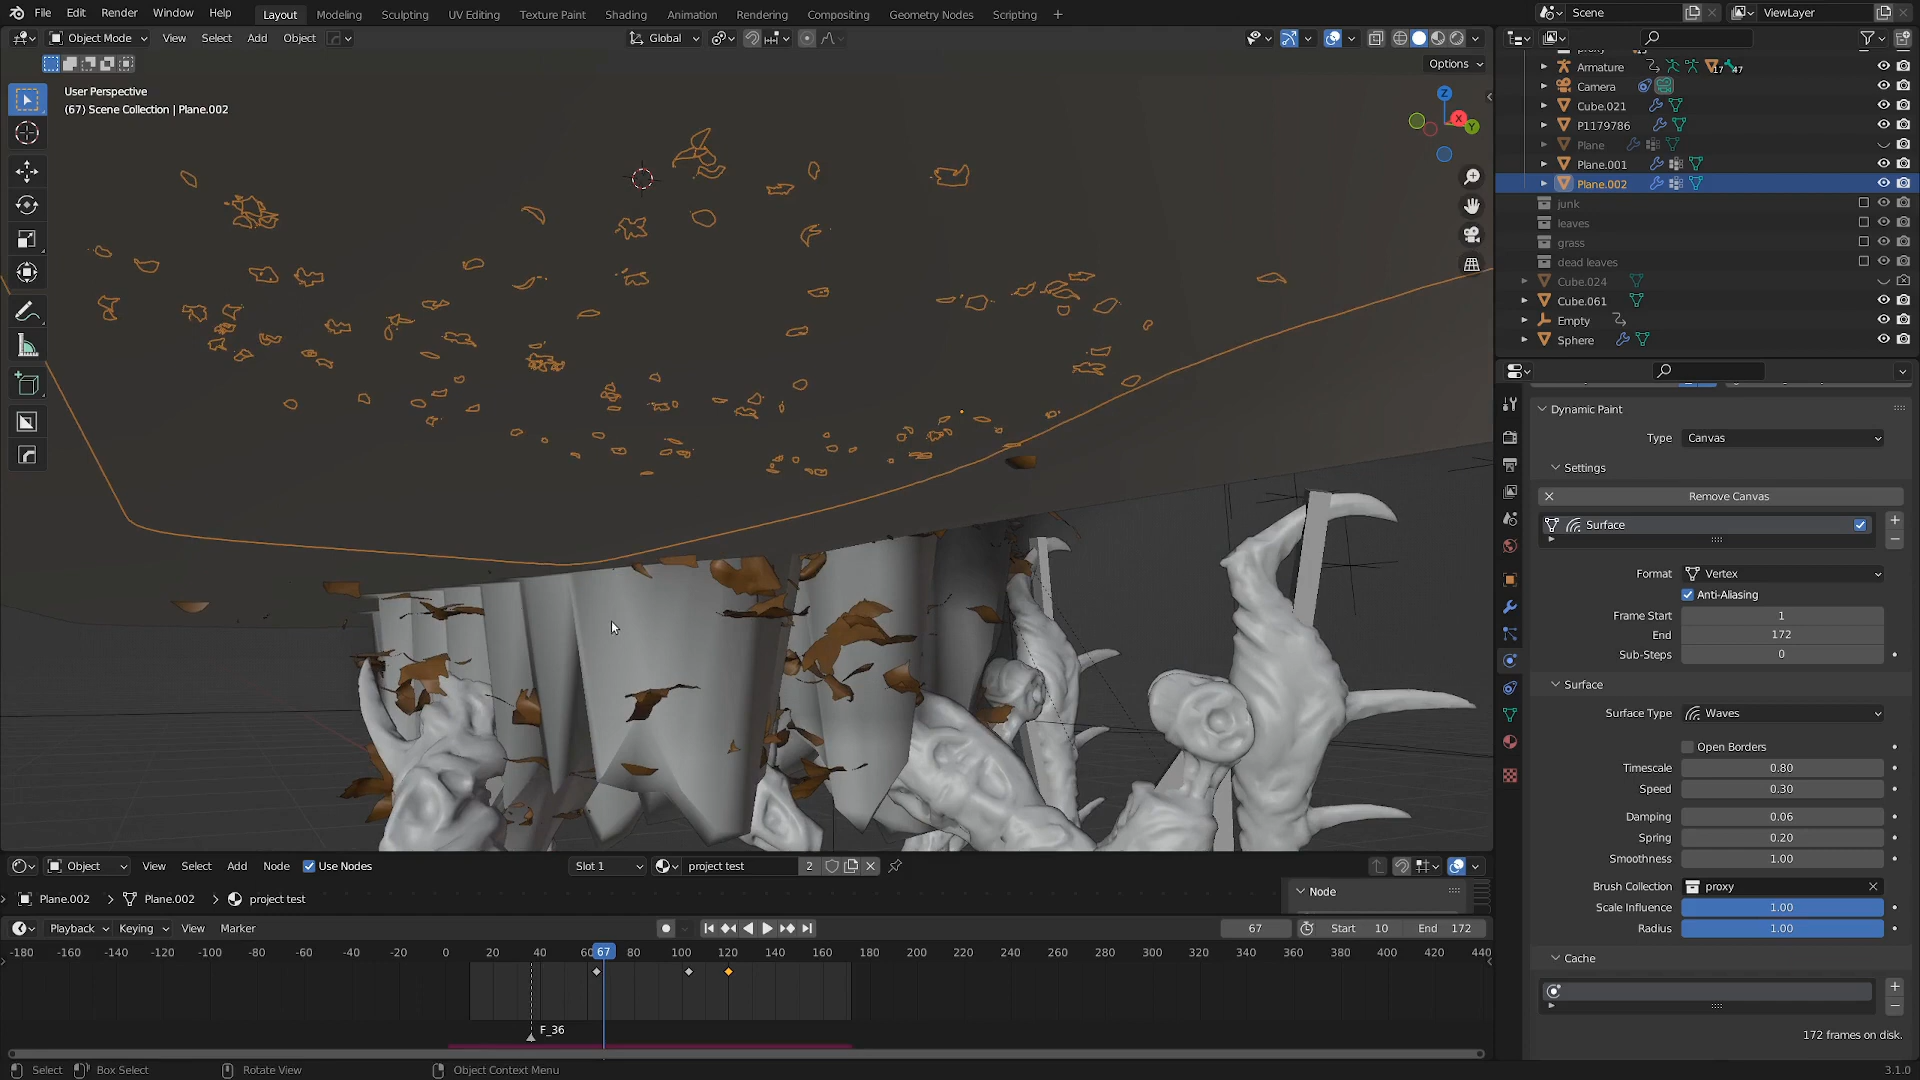 File Edit Render Window Help Layout Modeling Sculpting UV Editing Texture Paint Shading Animation Rendering Compositing Geometry Nodes Scripting + Scene ViewLayer
Object Mode View Select Add Object Global
Options
User Perspective
(67) Scene Collection | Plane.002
Z
X
Y
Armature 17 47
Camera
Cube.021
P1179786
Plane
Plane.001
Plane.002
junk
leaves
grass
dead leaves
Cube.024
Cube.061
Empty
Sphere
Dynamic Paint
Type Canvas
Settings
Remove Canvas
Surface
Format Vertex
Anti-Aliasing
Frame Start 1
End 172
Sub-Steps 0
Surface
Surface Type Waves
Open Borders
Timescale 0.80
Speed 0.30
Damping 0.06
Spring 0.20
Smoothness 1.00
Brush Collection proxy
Scale Influence 1.00
Radius 1.00
Cache
172 frames on disk.
Object View Select Add Node Use Nodes Slot 1 project test 2
Plane.002 Plane.002 project test Node
Playback Keying View Marker 67 Start 10 End 172
-180 -160 -140 -120 -100 -80 -60 -40 -20 0 20 40 60 67 80 100 120 140 160 180 200 220 240 260 280 300 320 340 360 380 400 420 440
F_36
Select Box Select Rotate View Object Context Menu 3.1.0